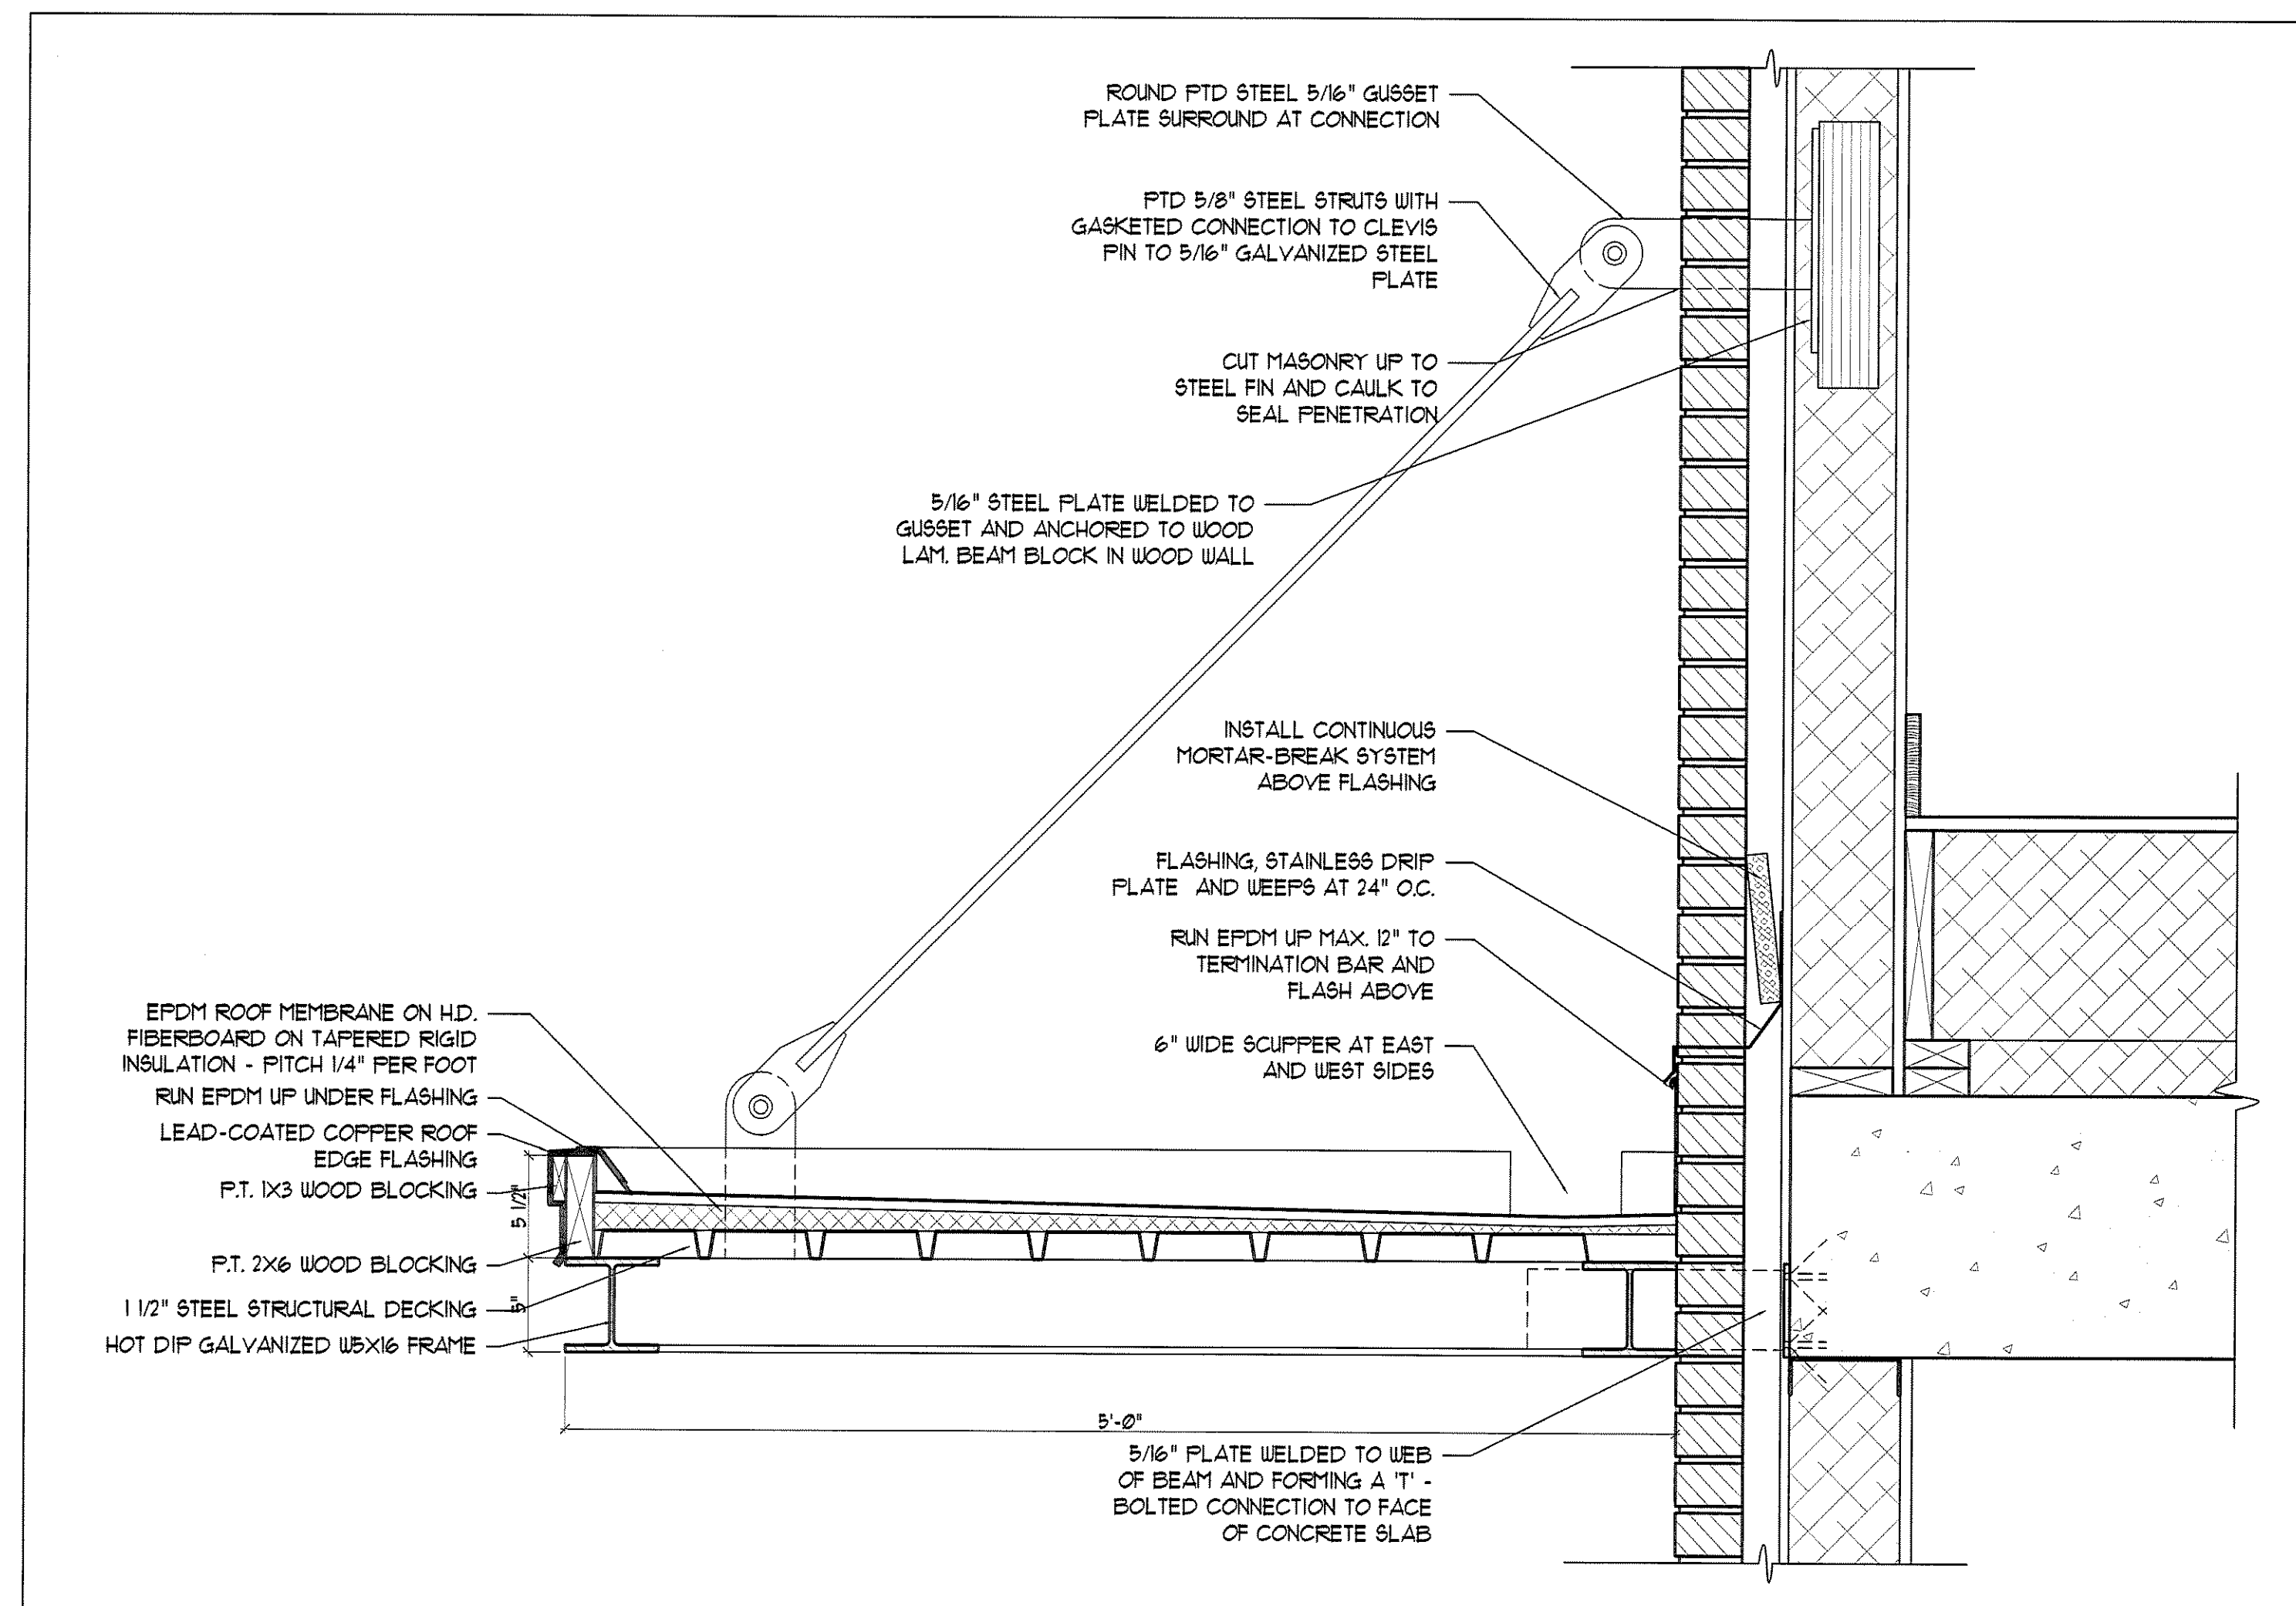 ROUND PTD STEEL 5/16" GUSSET
PLATE SURROUND AT CONNECTION
PTD 5/8" STEEL STRUTS WITH
GASKETED CONNECTION TO CLEVIS
PIN TO 5/16" GALVANIZED STEEL
PLATE
CUT MASONRY UP TO
STEEL FIN AND CAULK TO
SEAL PENETRATION
5/16" STEEL PLATE WELDED TO
GUSSET AND ANCHORED TO WOOD
LAM. BEAM BLOCK IN WOOD WALL
INSTALL CONTINUOUS
MORTAR-BREAK SYSTEM
ABOVE FLASHING
FLASHING, STAINLESS DRIP
PLATE AND WEEPS AT 24" O.C.
RUN EPDM UP MAX. 12" TO
TERMINATION BAR AND
FLASH ABOVE
6" WIDE SCUPPER AT EAST
AND WEST SIDES
EPDM ROOF MEMBRANE ON H.D.
FIBERBOARD ON TAPERED RIGID
INSULATION - PITCH 1/4" PER FOOT
RUN EPDM UP UNDER FLASHING
LEAD-COATED COPPER ROOF
EDGE FLASHING
P.T. 1X3 WOOD BLOCKING
5 1/2"
P.T. 2X6 WOOD BLOCKING
1 1/2" STEEL STRUCTURAL DECKING
5"
HOT DIP GALVANIZED W5X16 FRAME
5'-0"
5/16" PLATE WELDED TO WEB
OF BEAM AND FORMING A 'T' -
BOLTED CONNECTION TO FACE
OF CONCRETE SLAB